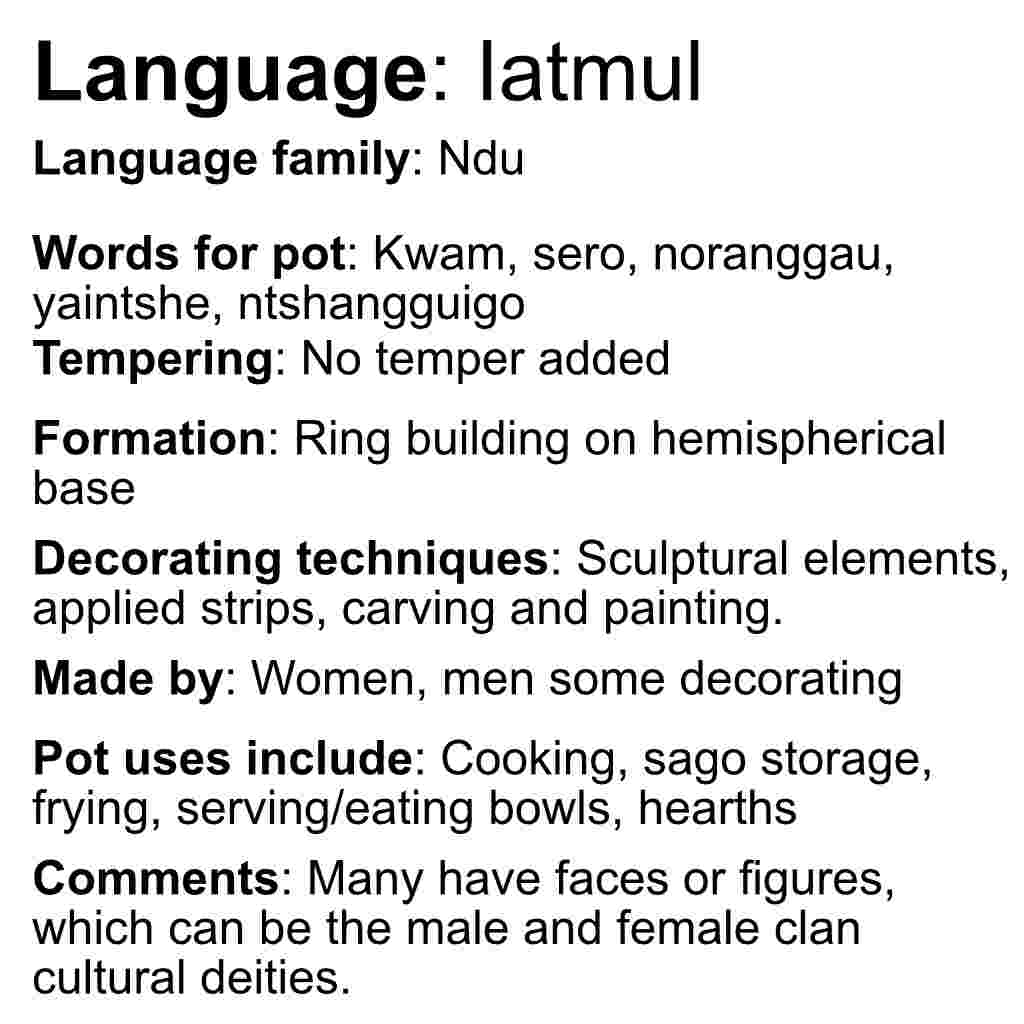 Language: Iatmul
Language family: Ndu
Words for pot: Kwam, sero, noranggau,
yaintshe, ntshangguigo
Tempering: No temper added
Formation: Ring building on hemispherical
base
Decorating techniques: Sculptural elements,
applied strips, carving and painting.
Made by: Women, men some decorating
Pot uses include: Cooking, sago storage,
frying, serving/eating bowls, hearths
Comments: Many have faces or figures,
which can be the male and female clan
cultural deities.